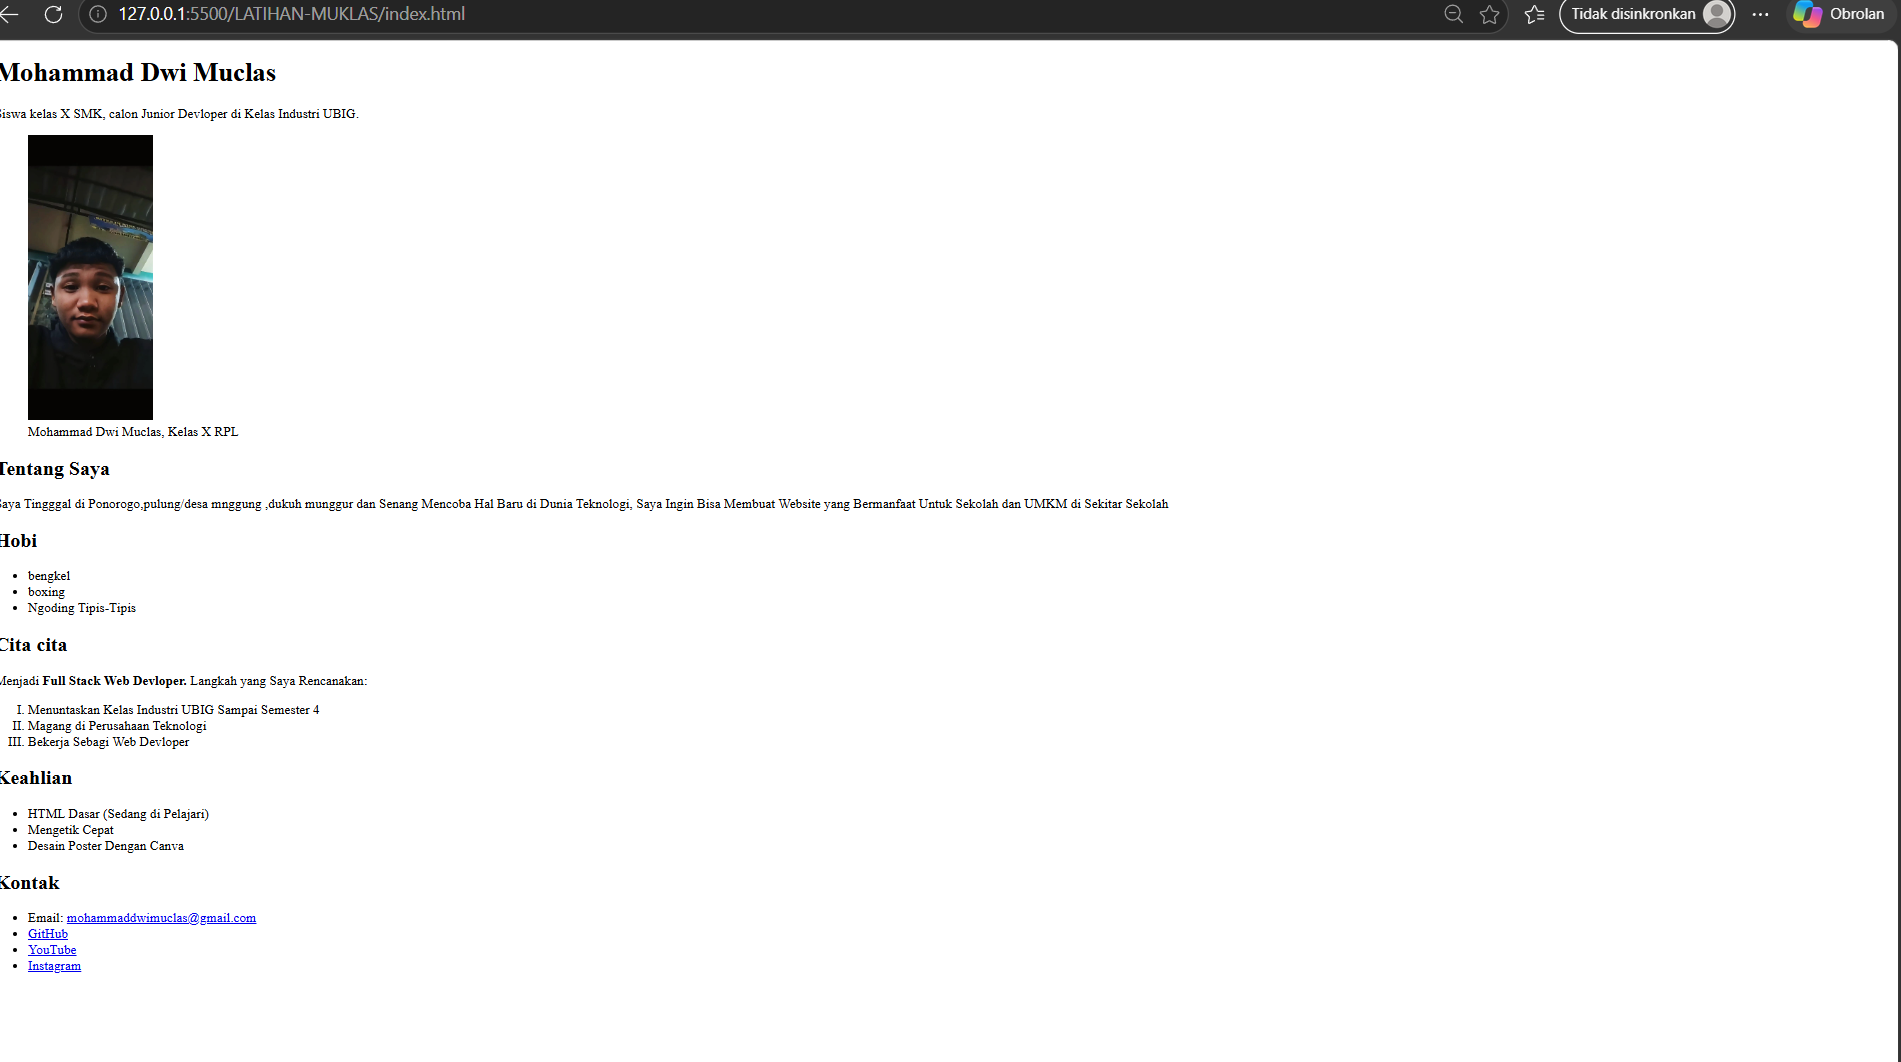 127.0.0.1:5500/LATIHAN-MUKLAS/index.html
Tidak disinkronkan
Obrolan
Mohammad Dwi Muclas
Siswa kelas X SMK, calon Junior Devloper di Kelas Industri UBIG.
Mohammad Dwi Muclas, Kelas X RPL
Tentang Saya
Saya Tingggal di Ponorogo,pulung/desa mnggung ,dukuh munggur dan Senang Mencoba Hal Baru di Dunia Teknologi, Saya Ingin Bisa Membuat Website yang Bermanfaat Untuk Sekolah dan UMKM di Sekitar Sekolah
Hobi
• bengkel
• boxing
• Ngoding Tipis-Tipis
Cita cita
Menjadi Full Stack Web Devloper. Langkah yang Saya Rencanakan:
I. Menuntaskan Kelas Industri UBIG Sampai Semester 4
II. Magang di Perusahaan Teknologi
III. Bekerja Sebagi Web Devloper
Keahlian
• HTML Dasar (Sedang di Pelajari)
• Mengetik Cepat
• Desain Poster Dengan Canva
Kontak
• Email: mohammaddwimuclas@gmail.com
• GitHub
• YouTube
• Instagram